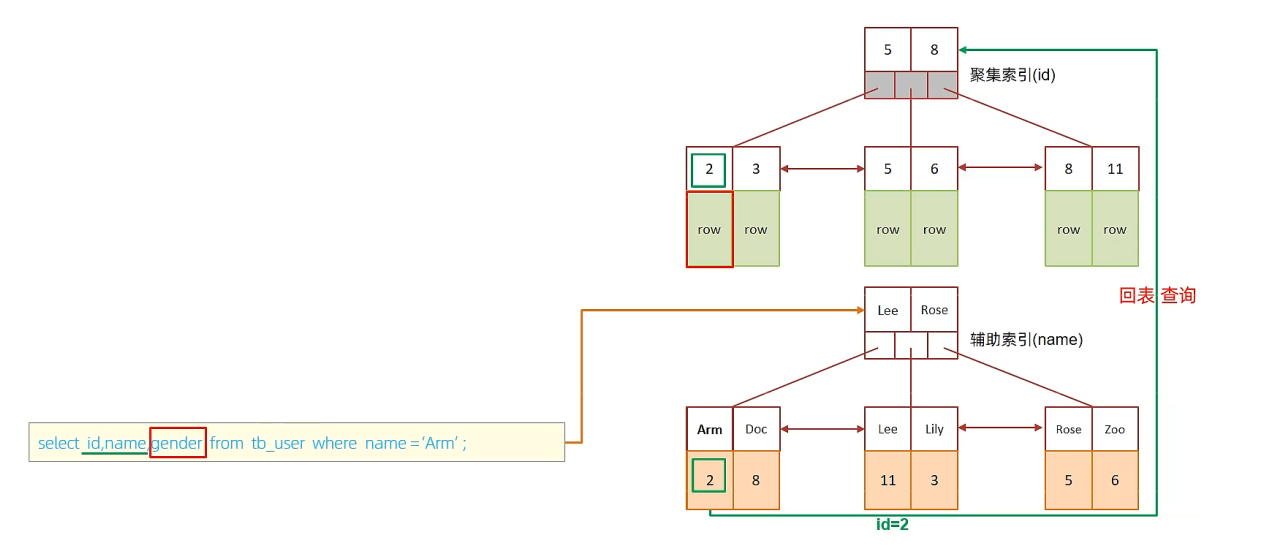 5 8
聚集索引(id)
2 3 5 6 8 11
row row row row row row
回表 查询
Lee Rose
辅助索引(name)
select id,name,gender from tb_user where name = ‘Arm’ ;
Arm Doc Lee Lily Rose Zoo
2 8 11 3 5 6
id=2